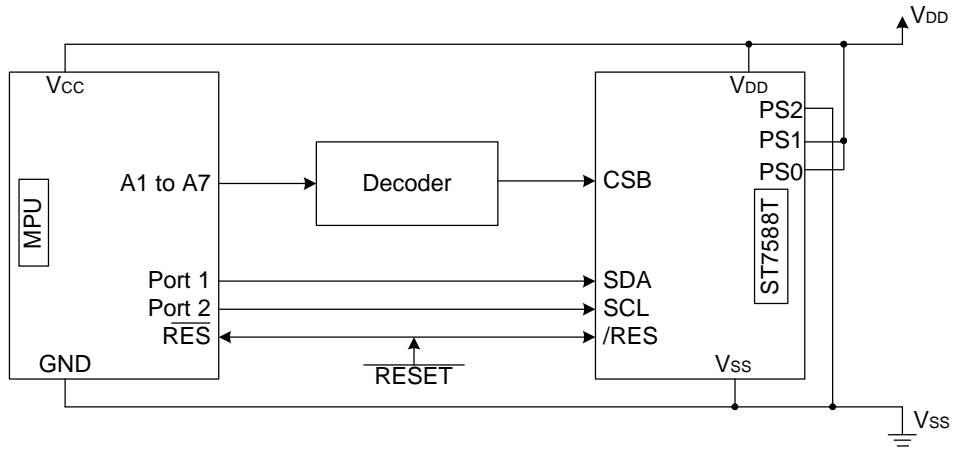 VDD
VCC
VDD
PS2
PS1
PS0
A1 to A7
Decoder
CSB
MPU
ST7588T
Port 1
SDA
Port 2
SCL
RES
/RES
RESET
GND
VSS
VSS